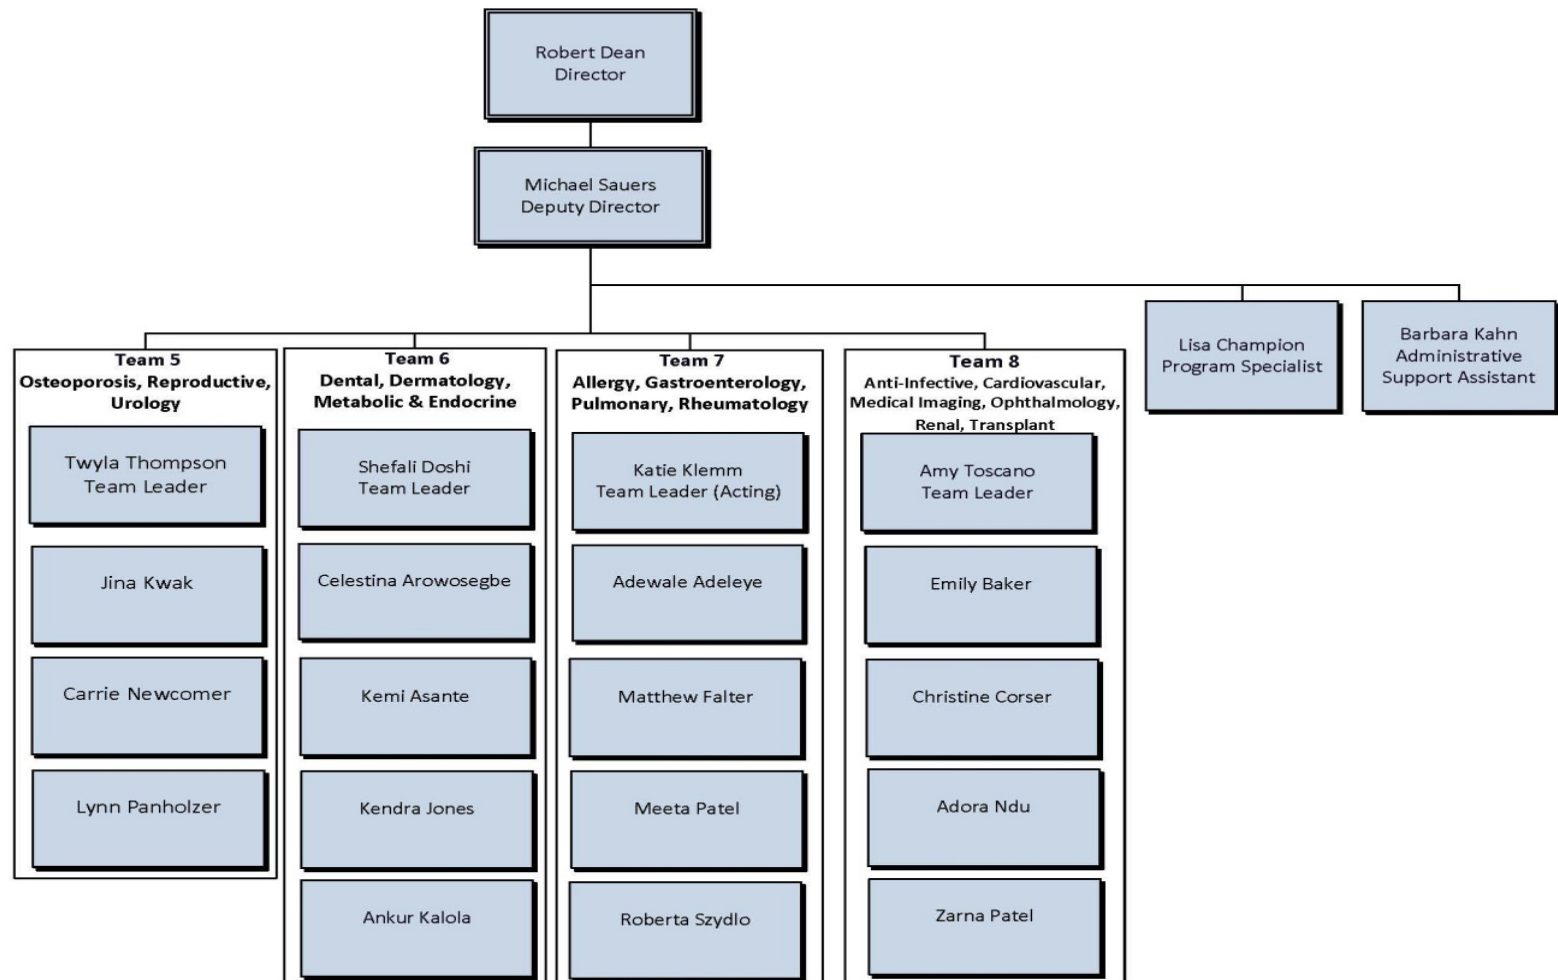 Robert Dean
Director
Michael Sauers
Deputy Director
Lisa Champion
Program Specialist
Barbara Kahn
Administrative
Support Assistant
Team 5
Osteoporosis, Reproductive,
Urology
Twyla Thompson
Team Leader
Jina Kwak
Carrie Newcomer
Lynn Panholzer
Team 6
Dental, Dermatology,
Metabolic & Endocrine
Shefali Doshi
Team Leader
Celestina Arowosegbe
Kemi Asante
Kendra Jones
Ankur Kalola
Team 7
Allergy, Gastroenterology,
Pulmonary, Rheumatology
Katie Klemm
Team Leader (Acting)
Adewale Adeleye
Matthew Falter
Meeta Patel
Roberta Szydlo
Team 8
Anti-Infective, Cardiovascular,
Medical Imaging, Ophthalmology,
Renal, Transplant
Amy Toscano
Team Leader
Emily Baker
Christine Corser
Adora Ndu
Zarna Patel